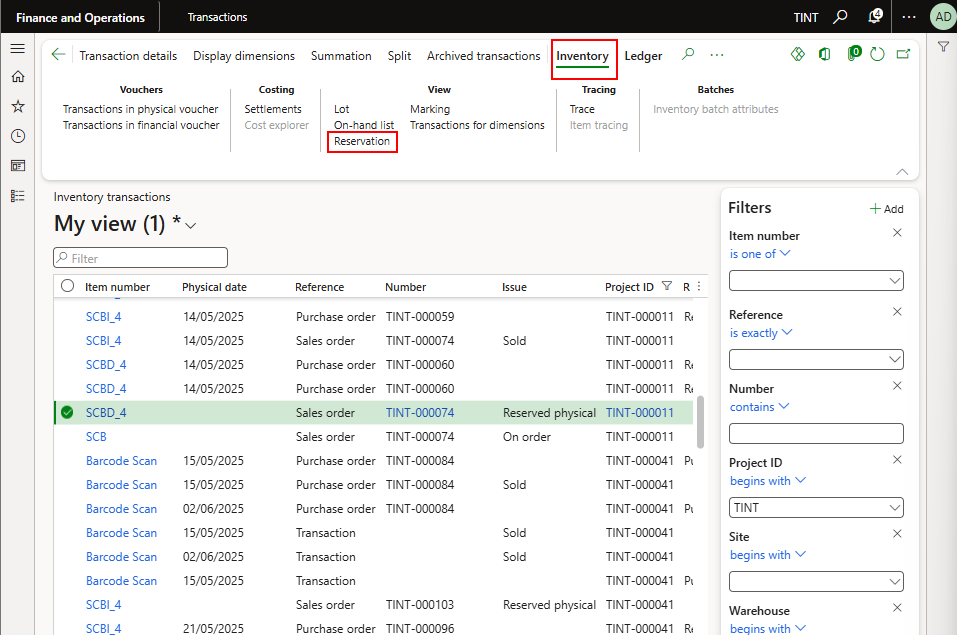 Finance and Operations Transactions TINT 4 ... AD
Transaction details Display dimensions Summation Split Archived transactions Inventory Ledger ... 0
Vouchers Costing View Tracing Batches
Transactions in physical voucher Settlements Lot Marking Trace Inventory batch attributes
Transactions in financial voucher Cost explorer On-hand list Transactions for dimensions Item tracing
Reservation
Inventory transactions
My view (1) *
Filter
Item number Physical date Reference Number Issue Project ID R
SCBI_4 14/05/2025 Purchase order TINT-000059 TINT-000011 Re
SCBI_4 14/05/2025 Sales order TINT-000074 Sold TINT-000011
SCBD_4 14/05/2025 Purchase order TINT-000060 TINT-000011 Re
SCBD_4 14/05/2025 Purchase order TINT-000060 TINT-000011 Re
SCBD_4 Sales order TINT-000074 Reserved physical TINT-000011
SCB Sales order TINT-000074 On order TINT-000011
Barcode Scan 15/05/2025 Purchase order TINT-000084 TINT-000041 Pu
Barcode Scan 15/05/2025 Purchase order TINT-000084 Sold TINT-000041
Barcode Scan 02/06/2025 Purchase order TINT-000084 TINT-000041 Pu
Barcode Scan 15/05/2025 Transaction Sold TINT-000041
Barcode Scan 02/06/2025 Transaction Sold TINT-000041
Barcode Scan 15/05/2025 Transaction TINT-000041 Pu
SCBI_4 Sales order TINT-000103 Reserved physical TINT-000041
SCBI_4 21/05/2025 Purchase order TINT-000096 TINT-000041 Pu
Filters + Add
Item number
is one of
Reference
is exactly
Number
contains
Project ID
begins with
TINT
Site
begins with
Warehouse
begins with